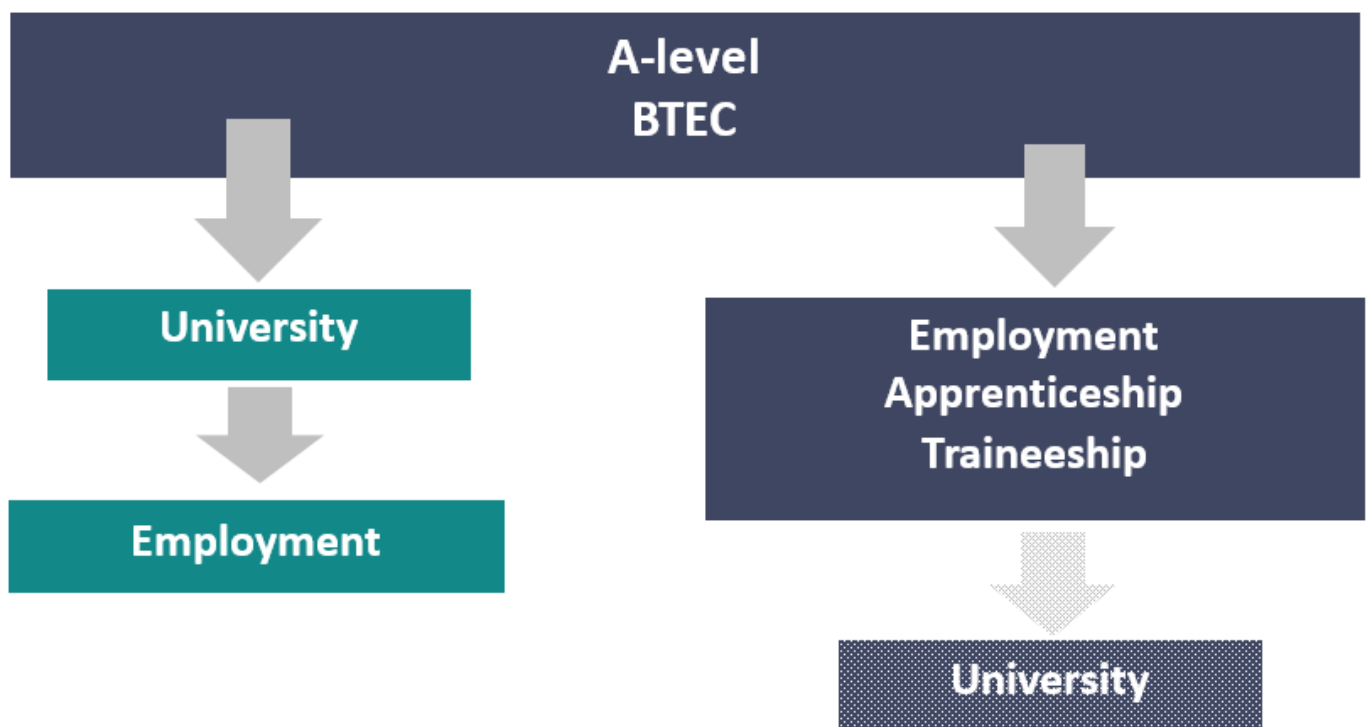 A-level
BTEC
University
Employment
Employment
Apprenticeship
Traineeship
University